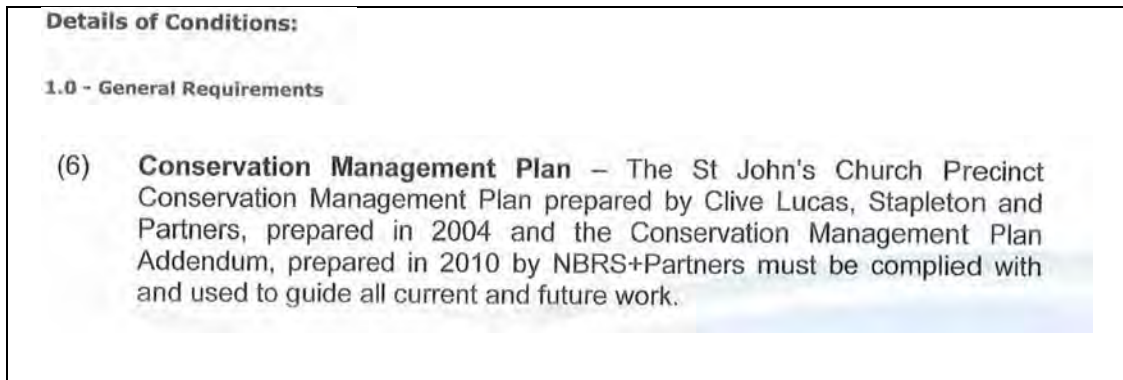 Details of Conditions:
1.0 - General Requirements
(6) Conservation Management Plan – The St John's Church Precinct
Conservation Management Plan prepared by Clive Lucas, Stapleton and
Partners, prepared in 2004 and the Conservation Management Plan
Addendum, prepared in 2010 by NBRS+Partners must be complied with
and used to guide all current and future work.